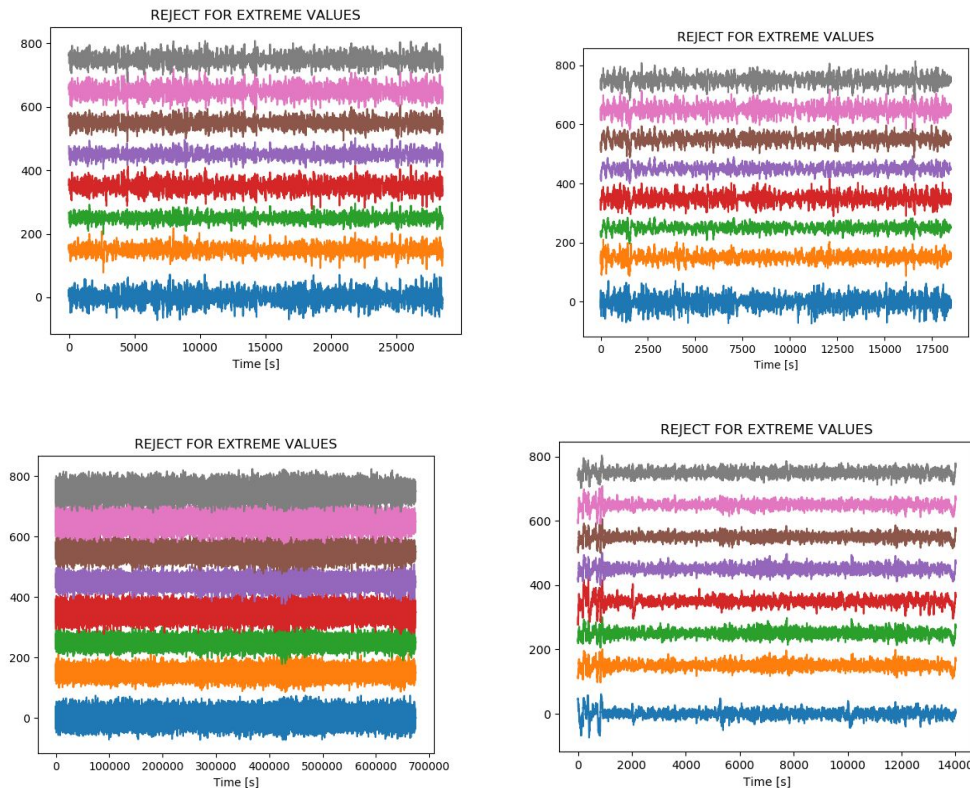 REJECT FOR EXTREME VALUES
800
600
400
200
0
0 5000 10000 15000 20000 25000
Time [s]
REJECT FOR EXTREME VALUES
800
600
400
200
0
0 2500 5000 7500 10000 12500 15000 17500
Time [s]
REJECT FOR EXTREME VALUES
800
600
400
200
0
0 100000 200000 300000 400000 500000 600000 700000
Time [s]
REJECT FOR EXTREME VALUES
800
600
400
200
0
0 2000 4000 6000 8000 10000 12000 14000
Time [s]